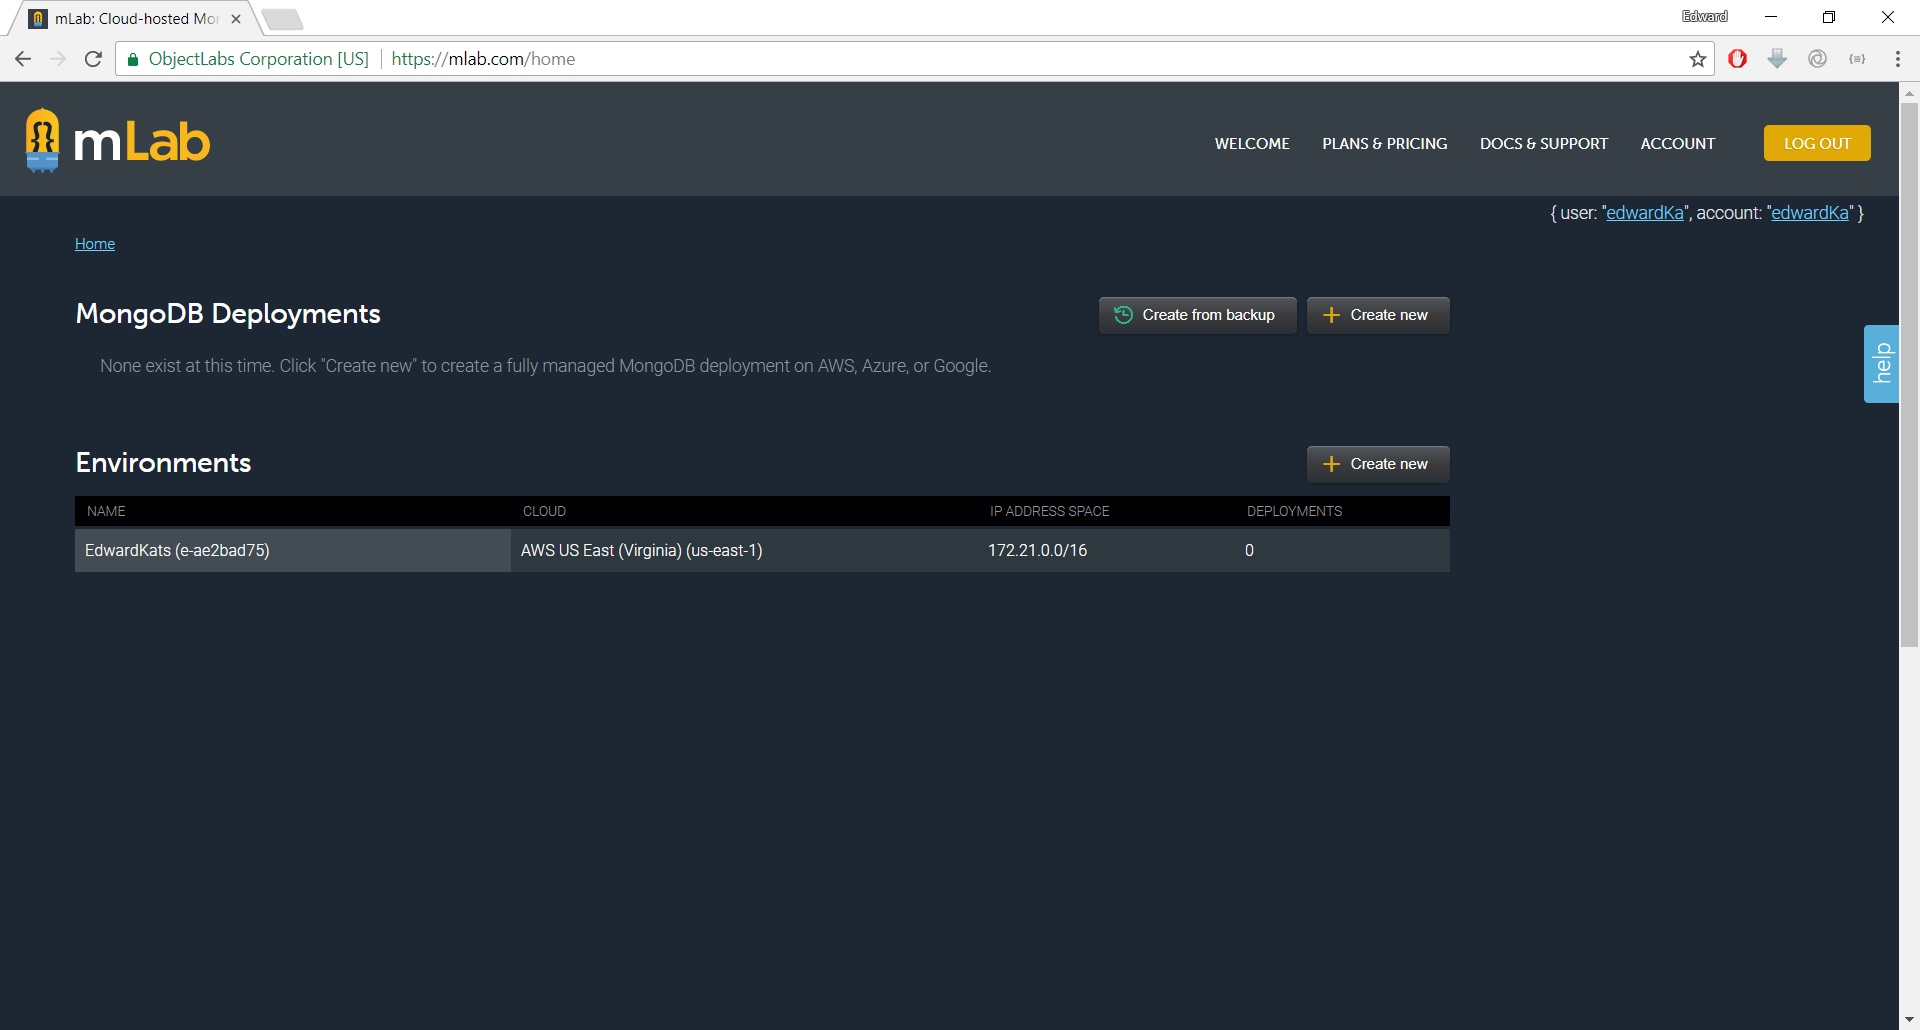 mLab: Cloud-hosted Mor
Edward
ObjectLabs Corporation [US]
https://mlab.com/home
mLab
WELCOME
PLANS & PRICING
DOCS & SUPPORT
ACCOUNT
LOG OUT
{ user: "edwardKa", account: "edwardKa" }
Home
MongoDB Deployments
Create from backup
Create new
help
None exist at this time. Click "Create new" to create a fully managed MongoDB deployment on AWS, Azure, or Google.
Environments
Create new
NAME CLOUD IP ADDRESS SPACE DEPLOYMENTS
EdwardKats (e-ae2bad75) AWS US East (Virginia) (us-east-1) 172.21.0.0/16 0